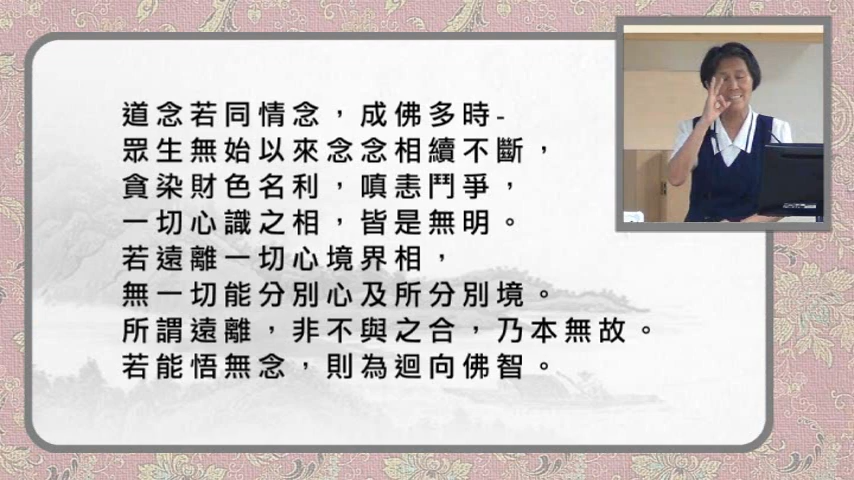 道念若同情念，成佛多時-
眾生無始以來念念相續不斷，
貪染財色名利，嗔恚鬥爭，
一切心識之相，皆是無明。
若遠離一切心境界相，
無一切能分別心及所分別境。
所謂遠離，非不與之合，乃本無故。
若能悟無念，則為迴向佛智。